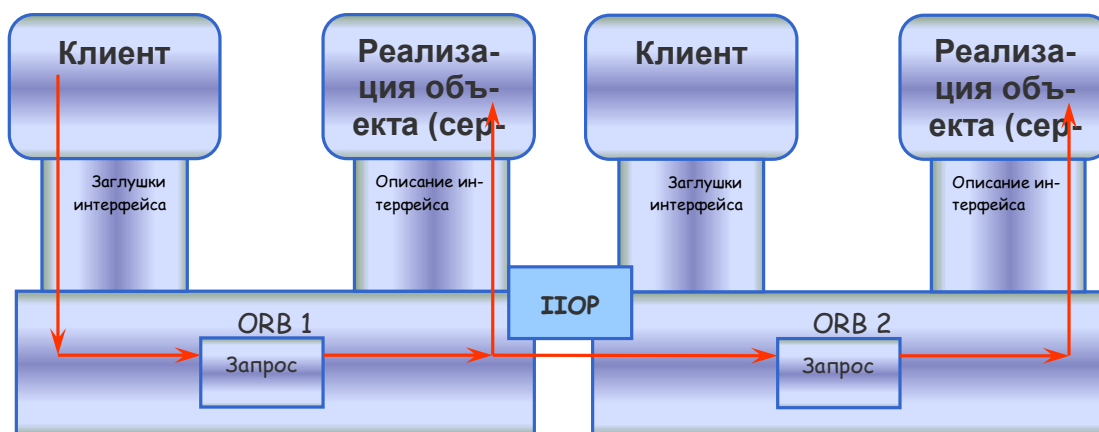 Клиент
Реализа-
ция объ-
екта (сер-
Клиент
Реализа-
ция объ-
екта (сер-
Заглушки
интерфейса
Описание ин-
терфейса
Заглушки
интерфейса
Описание ин-
терфейса
IIOP
ORB 1
ORB 2
Запрос
Запрос